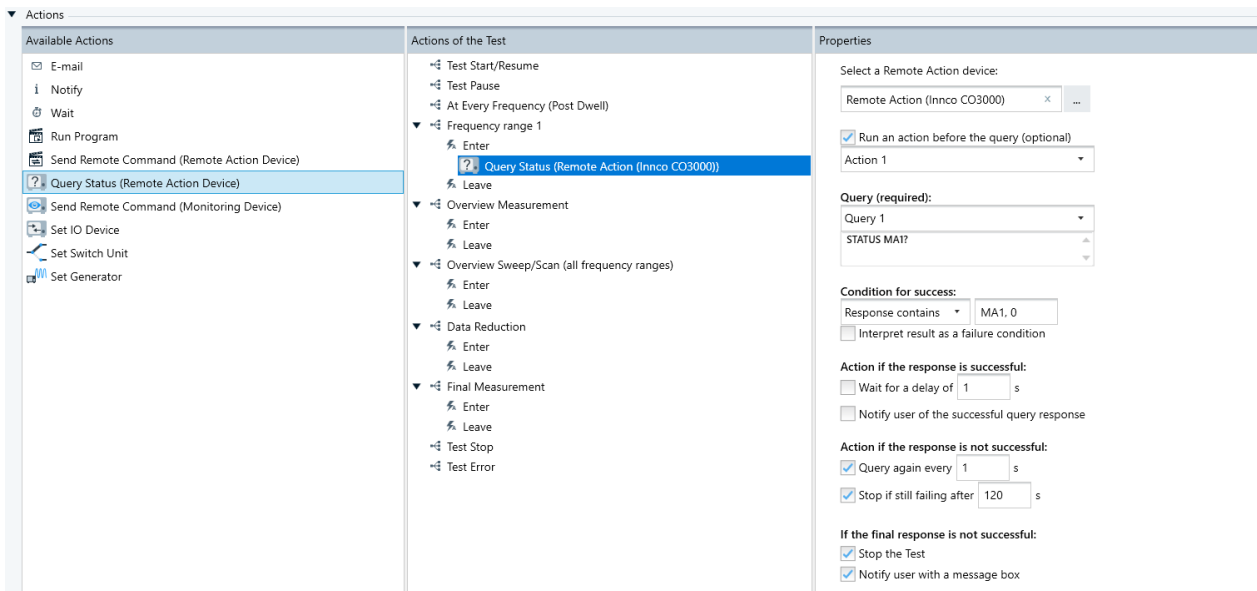 Actions
Available Actions
E-mail
Notify
Wait
Run Program
Send Remote Command (Remote Action Device)
Query Status (Remote Action Device)
Send Remote Command (Monitoring Device)
Set IO Device
Set Switch Unit
Set Generator
Actions of the Test
Test Start/Resume
Test Pause
At Every Frequency (Post Dwell)
Frequency range 1
Enter
Query Status (Remote Action (Innco CO3000))
Leave
Overview Measurement
Enter
Leave
Overview Sweep/Scan (all frequency ranges)
Enter
Leave
Data Reduction
Enter
Leave
Final Measurement
Enter
Leave
Test Stop
Test Error
Properties
Select a Remote Action device:
Remote Action (Innco CO3000) x ...
Run an action before the query (optional)
Action 1
Query (required):
Query 1
STATUS MA1?
Condition for success:
Response contains MA1, 0
Interpret result as a failure condition
Action if the response is successful:
Wait for a delay of 1 s
Notify user of the successful query response
Action if the response is not successful:
Query again every 1 s
Stop if still failing after 120 s
If the final response is not successful:
Stop the Test
Notify user with a message box